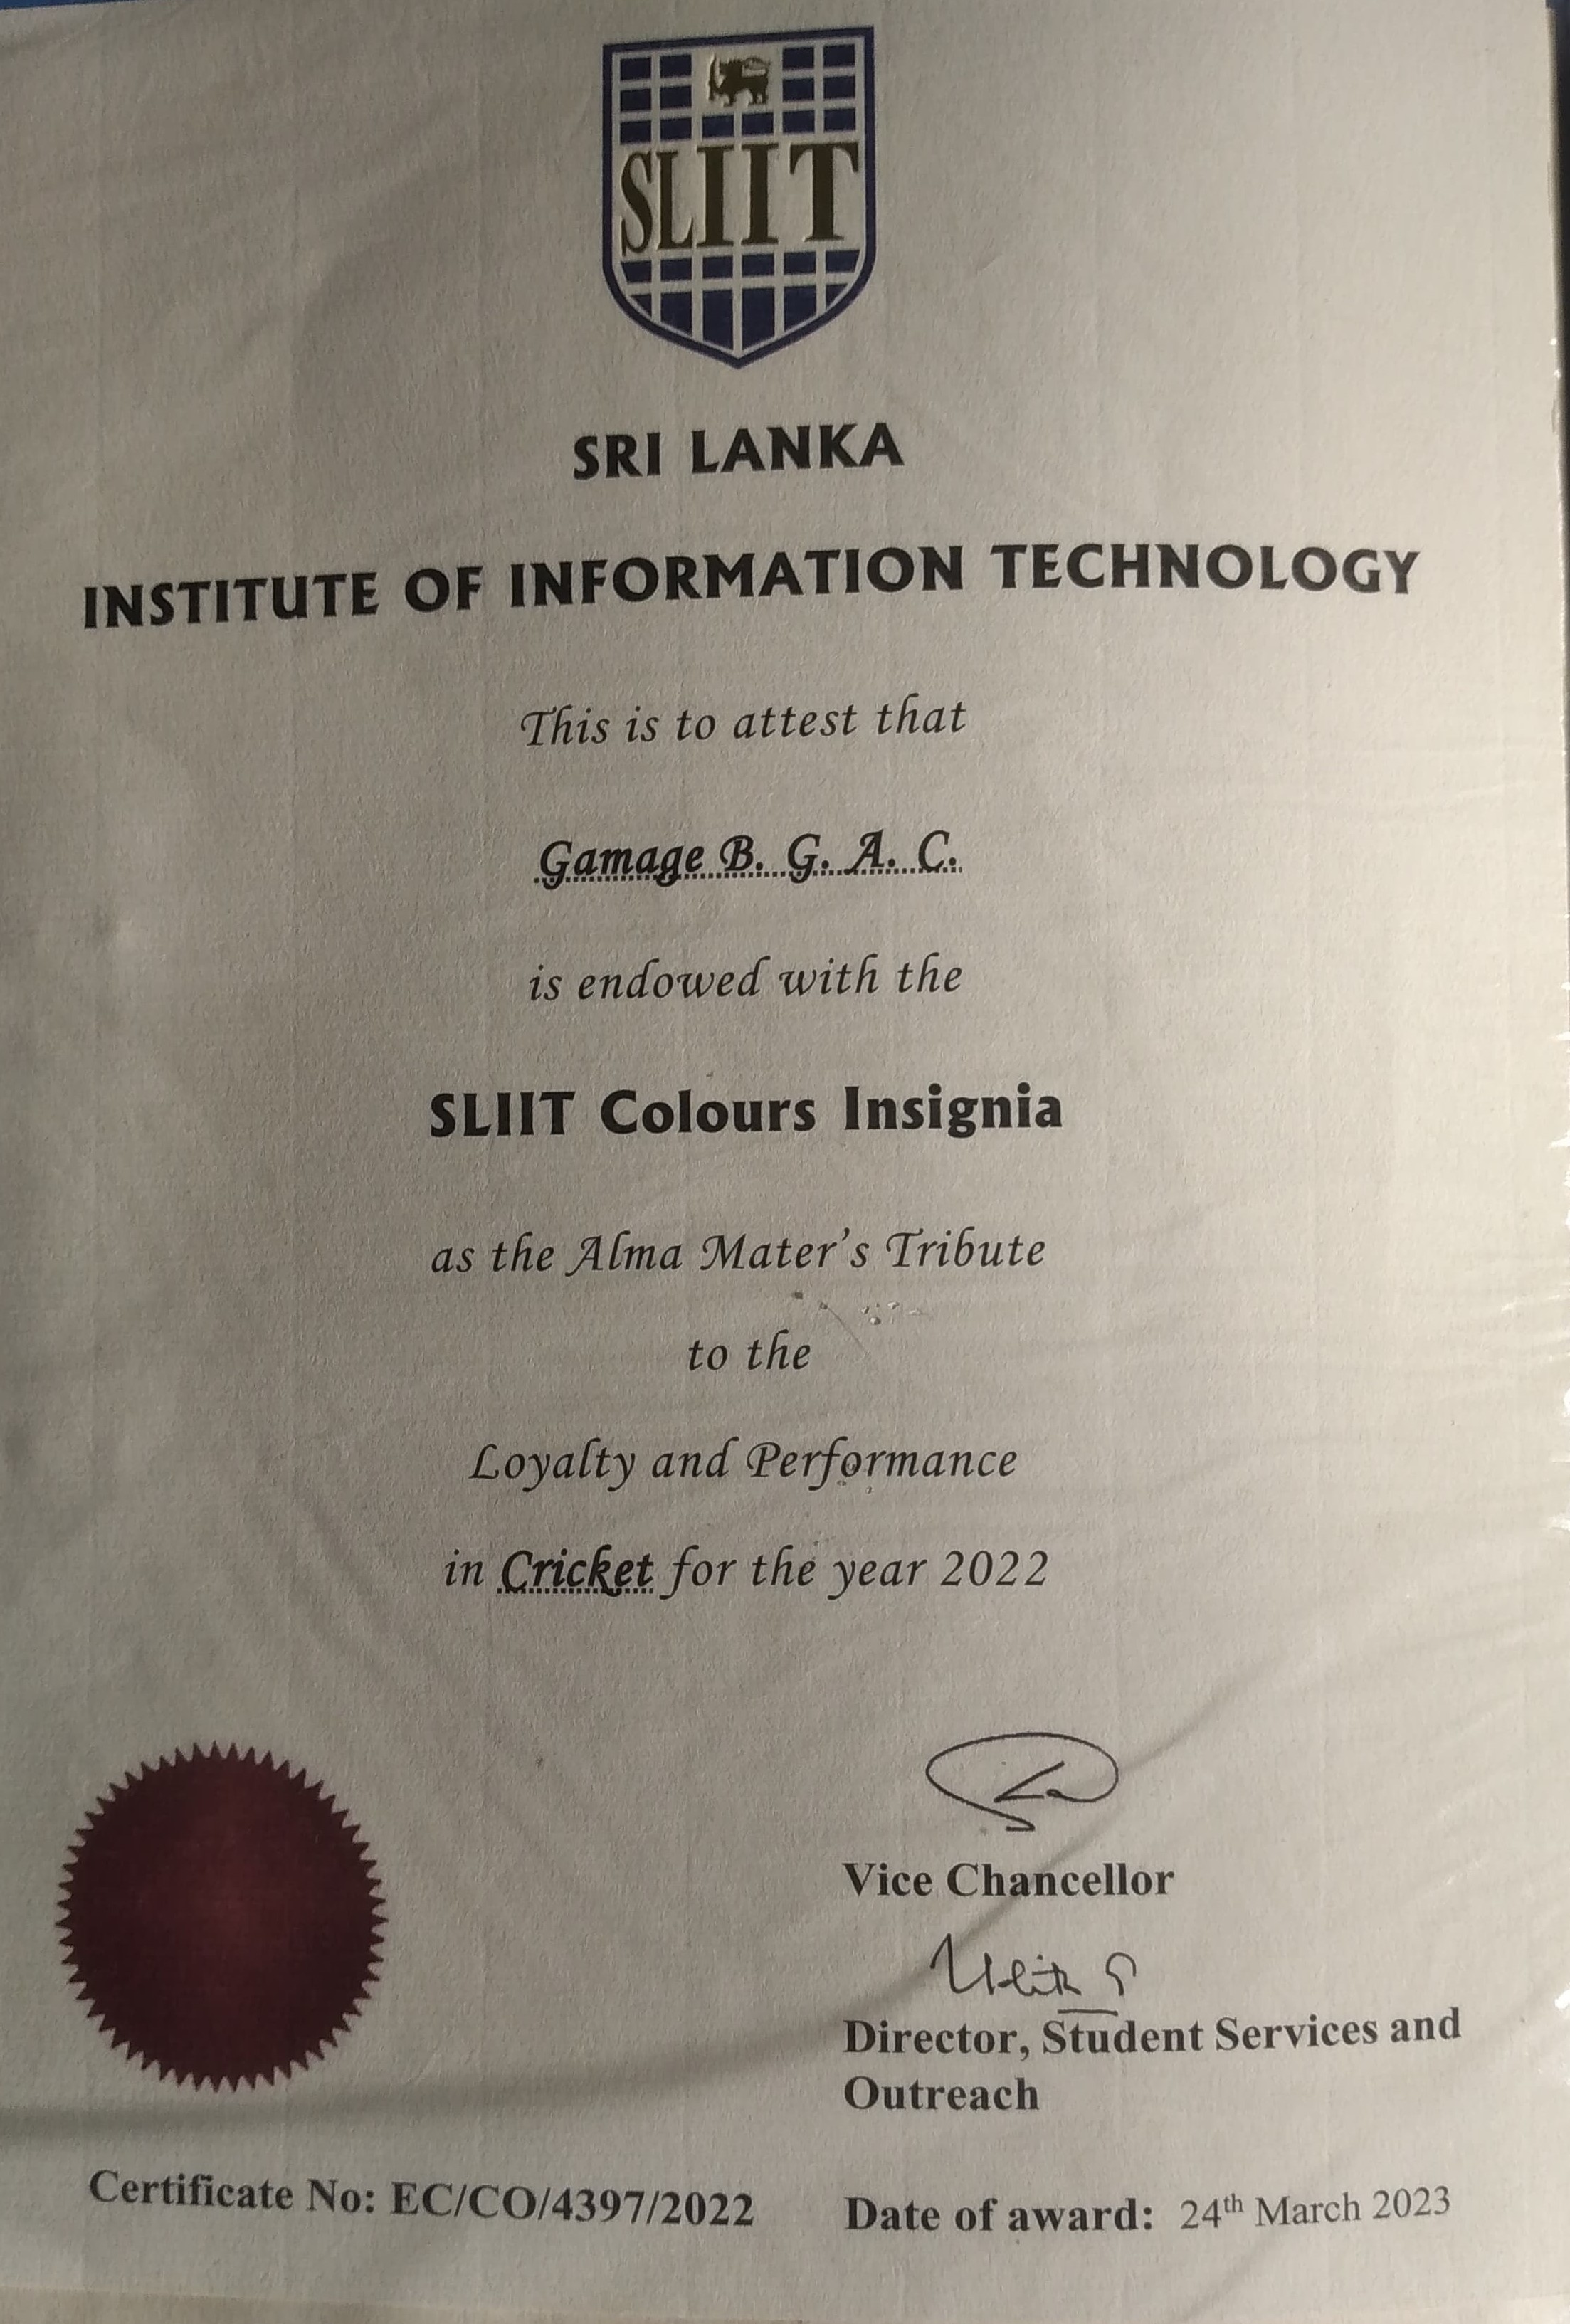 SLIIT
SRI LANKA
INSTITUTE OF INFORMATION TECHNOLOGY
This is to attest that
Gamage B. G. A. C.
is endowed with the
SLIIT Colours Insignia
as the Alma Mater's Tribute
to the
Loyalty and Performance
in Cricket for the year 2022
Vice Chancellor
Director, Student Services and
Outreach
Certificate No: EC/CO/4397/2022
Date of award: 24th March 2023